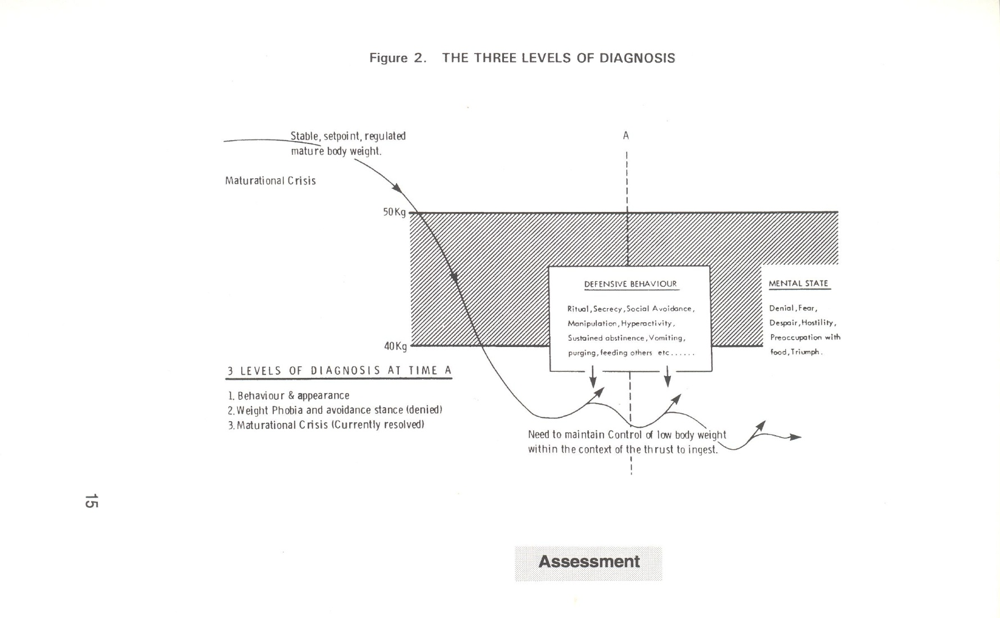 Figure 2. THE THREE LEVELS OF DIAGNOSIS
Stable, setpoint, regulated
mature body weight.
A
Maturational Crisis
50Kg
DEFENSIVE BEHAVIOUR
Ritual, Secrecy, Social Avoidance,
Manipulation, Hyperactivity,
Sustained abstinence, Vomiting,
purging, feeding others etc......
MENTAL STATE
Denial, Fear,
Despair, Hostility,
Preoccupation with
food, Triumph.
40Kg
3 LEVELS OF DIAGNOSIS AT TIME A
1. Behaviour & appearance
2. Weight Phobia and avoidance stance (denied)
3. Maturational Crisis (Currently resolved)
Need to maintain Control of low body weight
within the context of the thrust to ingest.
15
Assessment